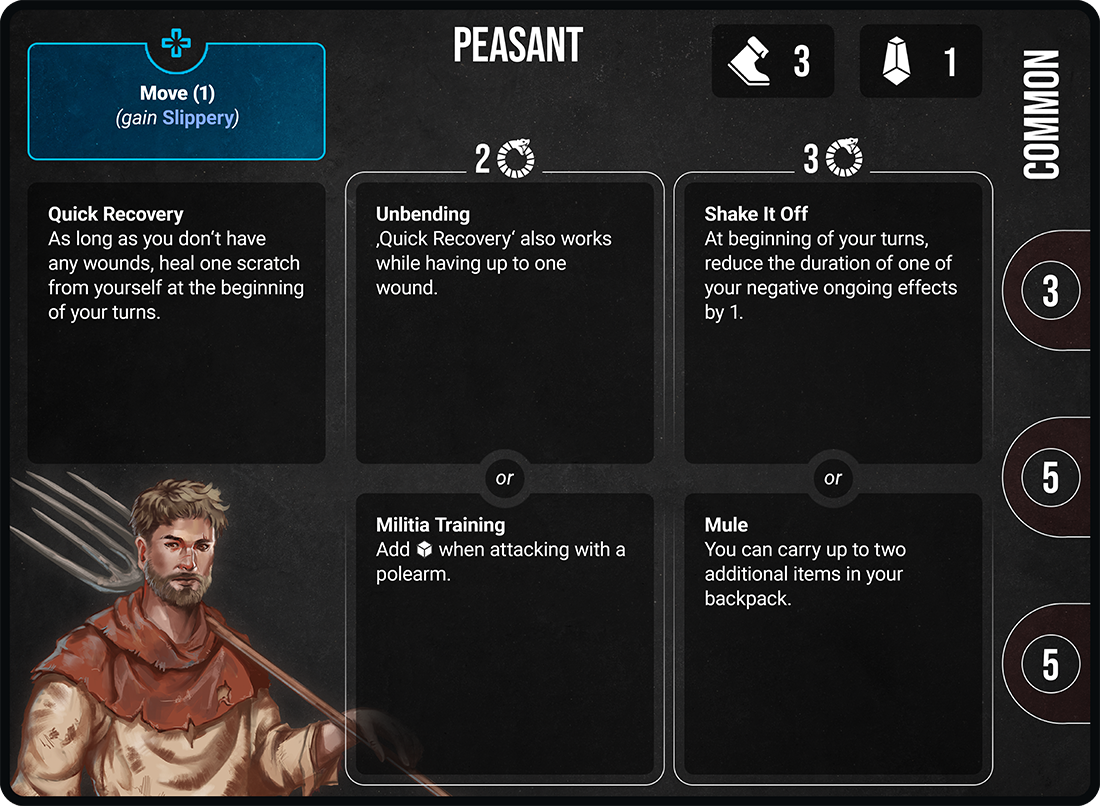 PEASANT
3
1
COMMON
Move (1)
(gain Slippery)
2
3
Quick Recovery
As long as you don‘t have
any wounds, heal one scratch
from yourself at the beginning
of your turns.
Unbending
‚Quick Recovery‘ also works
while having up to one
wound.
Shake It Off
At beginning of your turns,
reduce the duration of one of
your negative ongoing effects
by 1.
or
or
Militia Training
Add when attacking with a
polearm.
Mule
You can carry up to two
additional items in your
backpack.
3
5
5